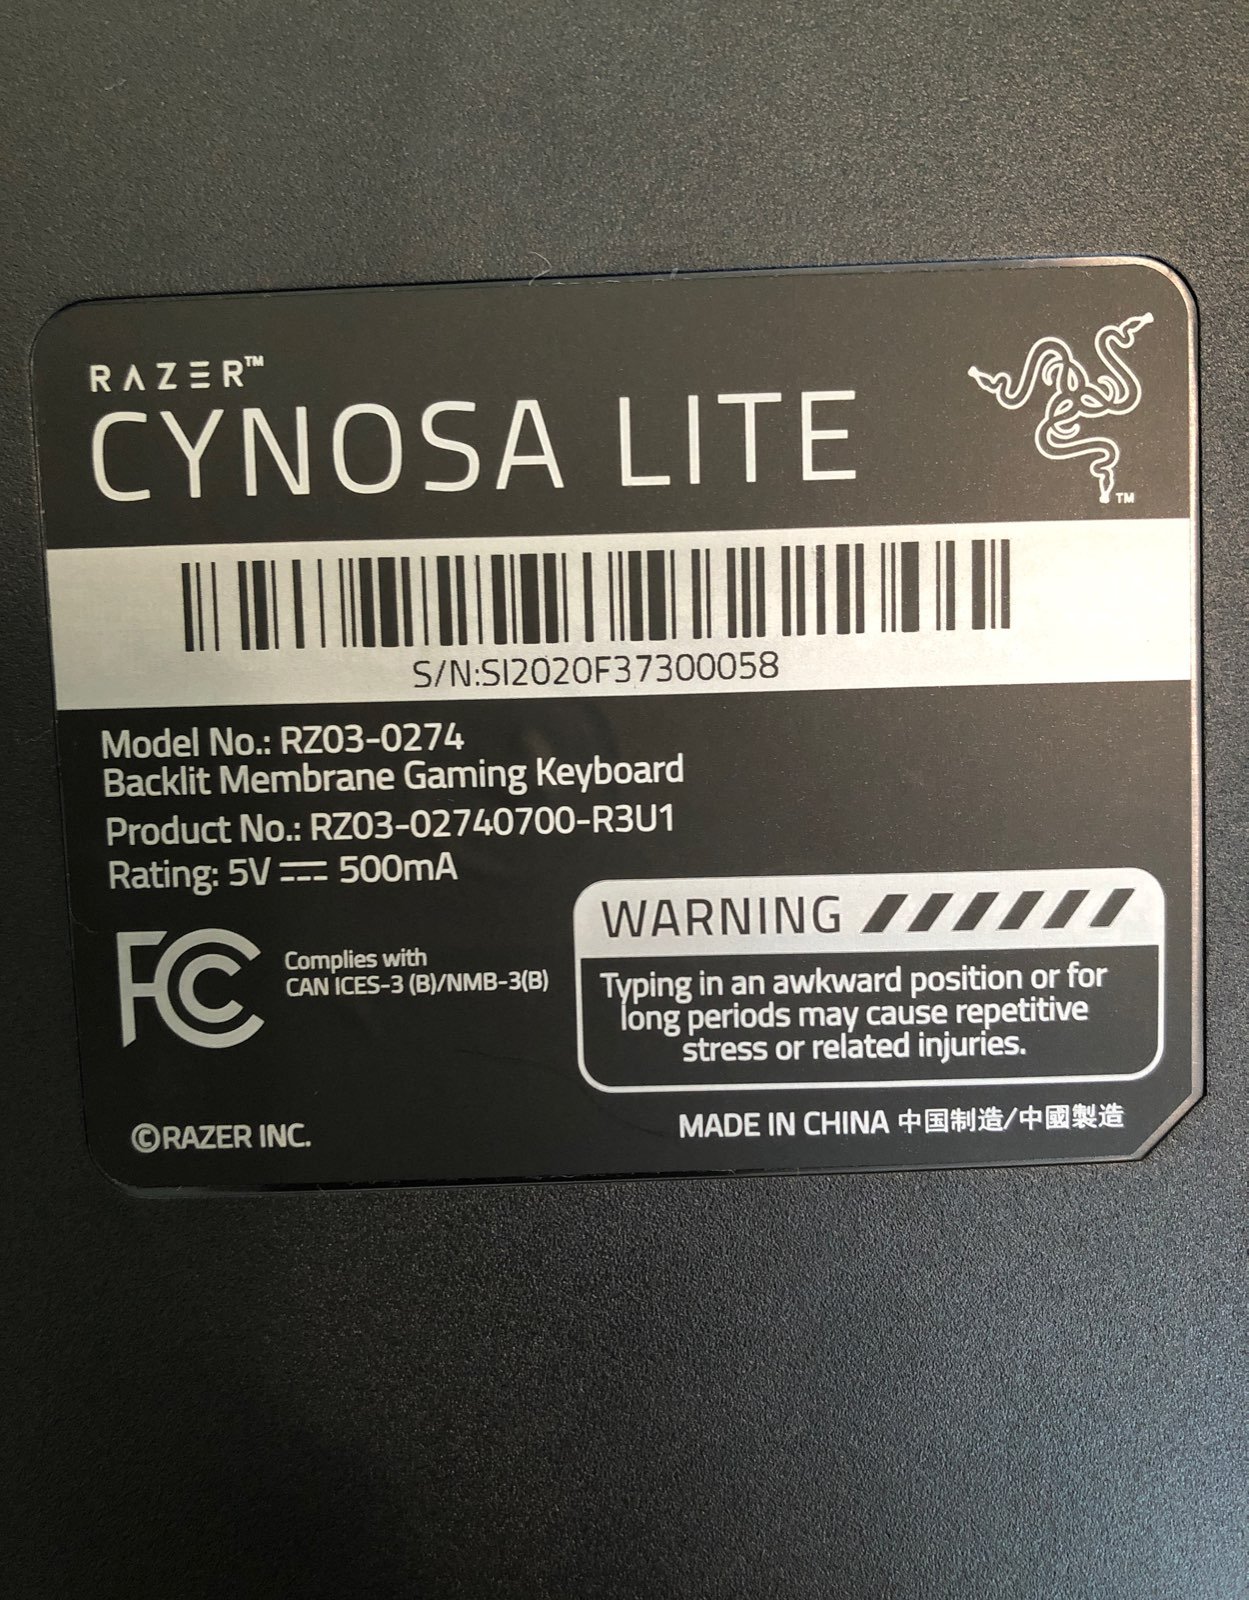 RAZER™
CYNOSA LITE
™
S/N:SI2020F37300058
Model No.: RZ03-0274
Backlit Membrane Gaming Keyboard
Product No.: RZ03-02740700-R3U1
Rating: 5V ⎓ 500mA
FC
Complies with
CAN ICES-3 (B)/NMB-3(B)
WARNING
Typing in an awkward position or for
long periods may cause repetitive
stress or related injuries.
©RAZER INC.
MADE IN CHINA 中国制造/中國製造